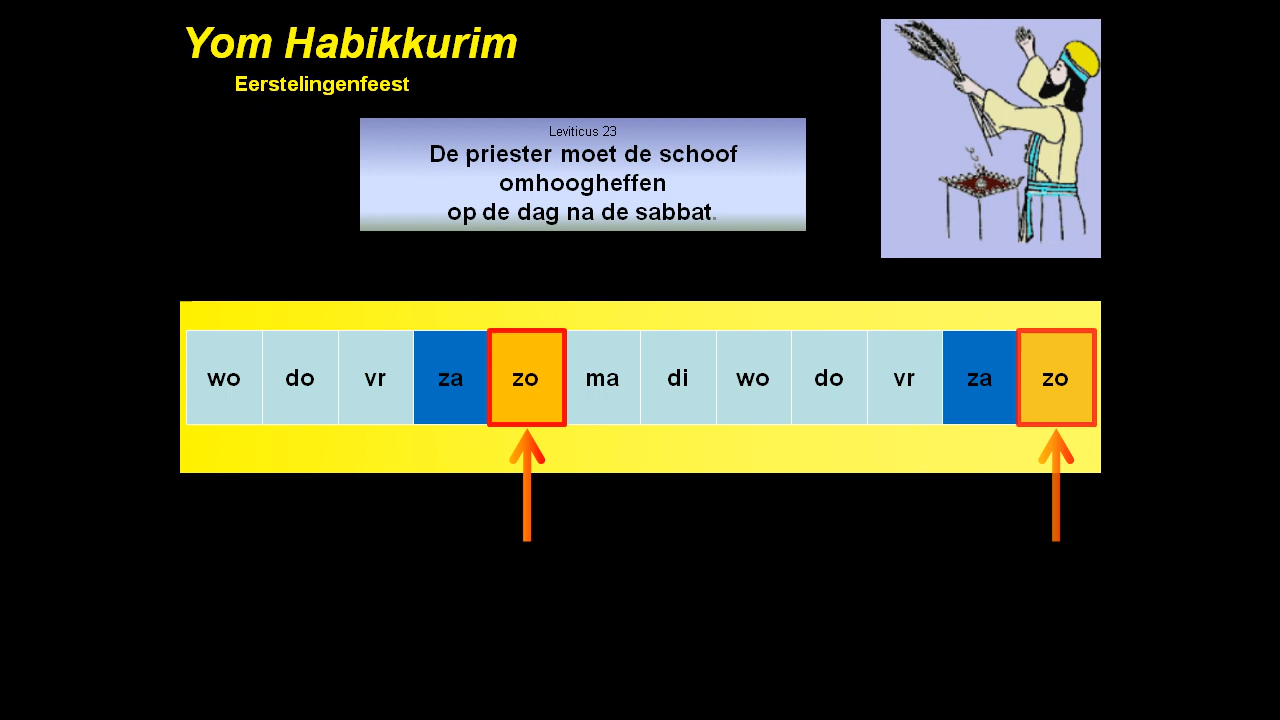 Yom Habikkurim
Eerstelingenfeest
Leviticus 23
De priester moet de schoof
omhoogheffen
op de dag na de sabbat.
wo do vr za zo ma di wo do vr za zo